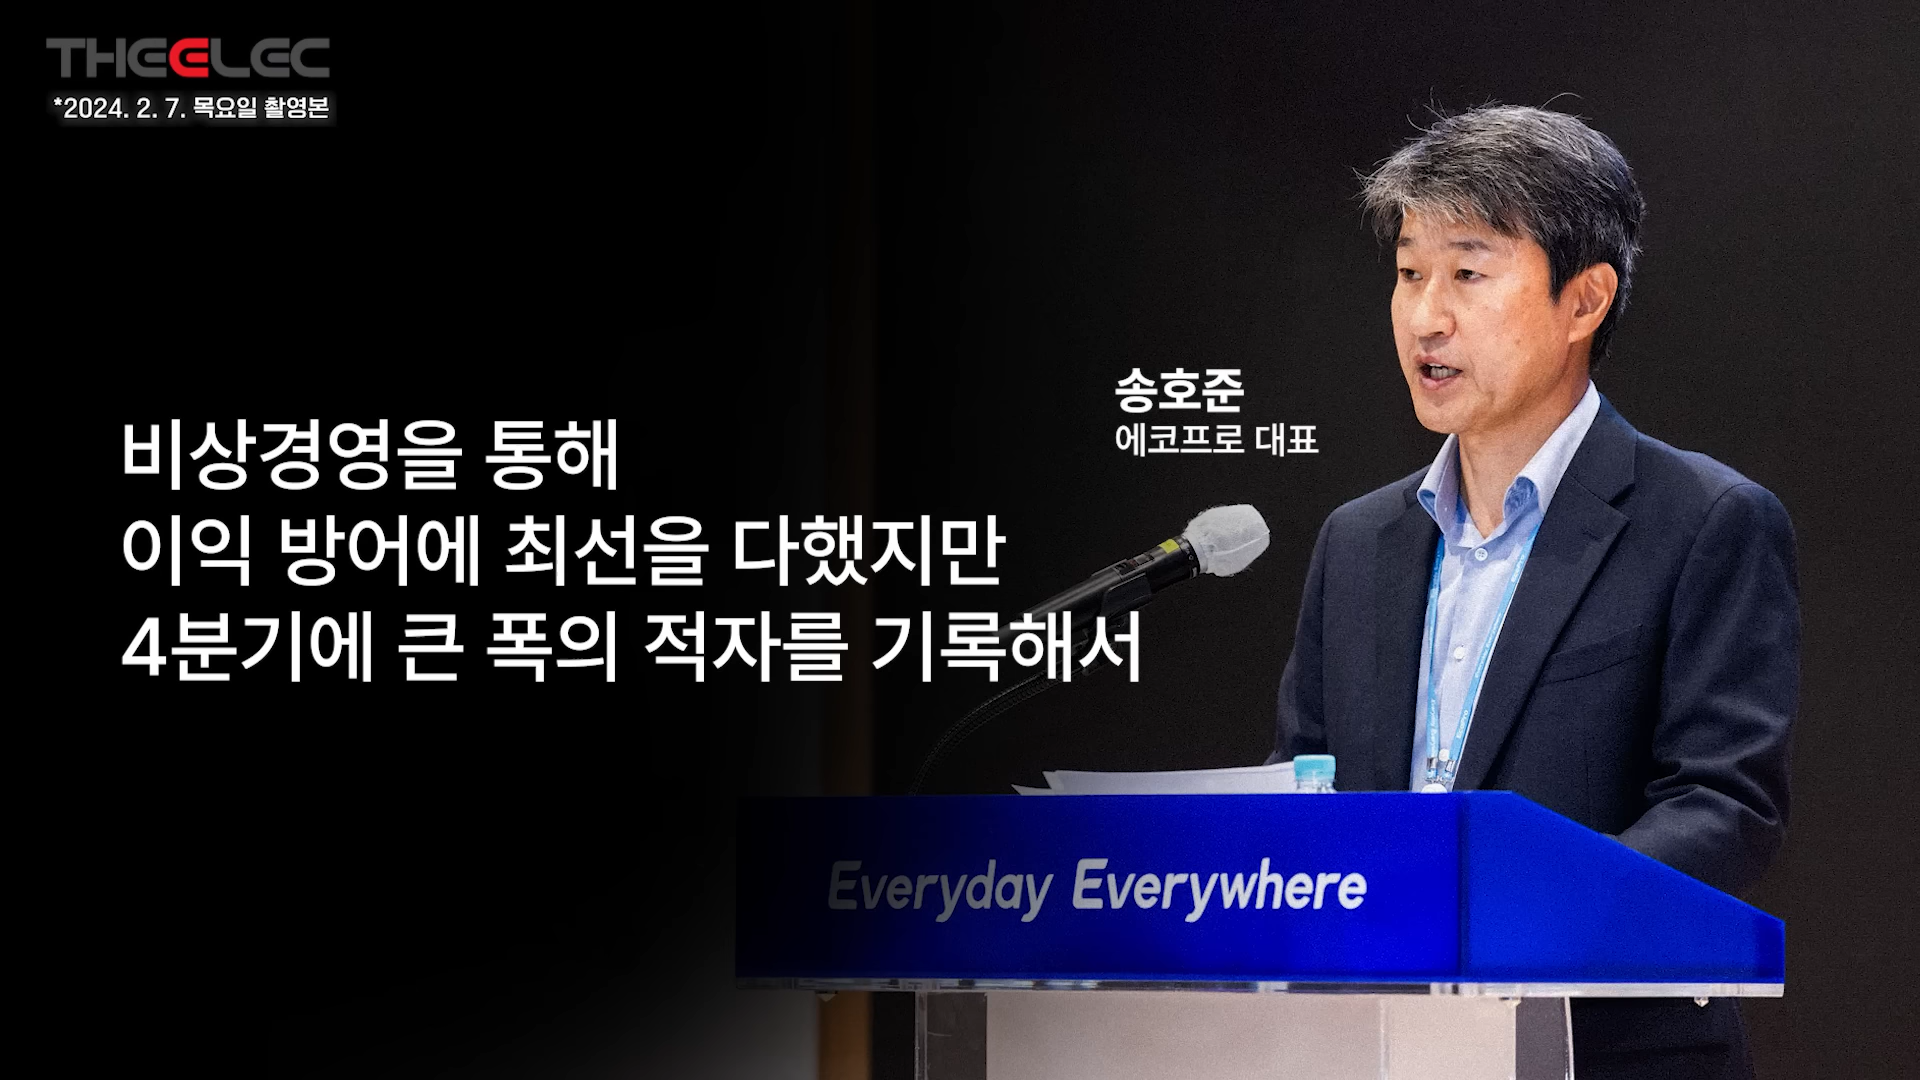 THEELEC
*2024. 2. 7. 목요일 촬영본
송호준
에코프로 대표
비상경영을 통해
이익 방어에 최선을 다했지만
4분기에 큰 폭의 적자를 기록해서
Everyday Everywhere